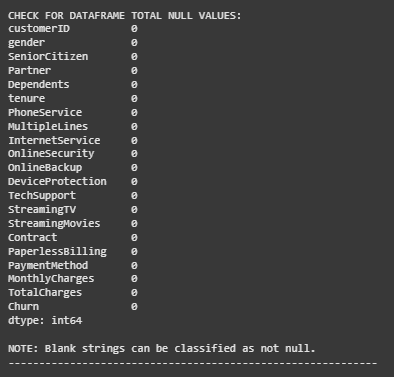 CHECK FOR DATAFRAME TOTAL NULL VALUES:
customerID 0
gender 0
SeniorCitizen 0
Partner 0
Dependents 0
tenure 0
PhoneService 0
MultipleLines 0
InternetService 0
OnlineSecurity 0
OnlineBackup 0
DeviceProtection 0
TechSupport 0
StreamingTV 0
StreamingMovies 0
Contract 0
PaperlessBilling 0
PaymentMethod 0
MonthlyCharges 0
TotalCharges 0
Churn 0
dtype: int64
NOTE: Blank strings can be classified as not null.
------------------------------------------------------------